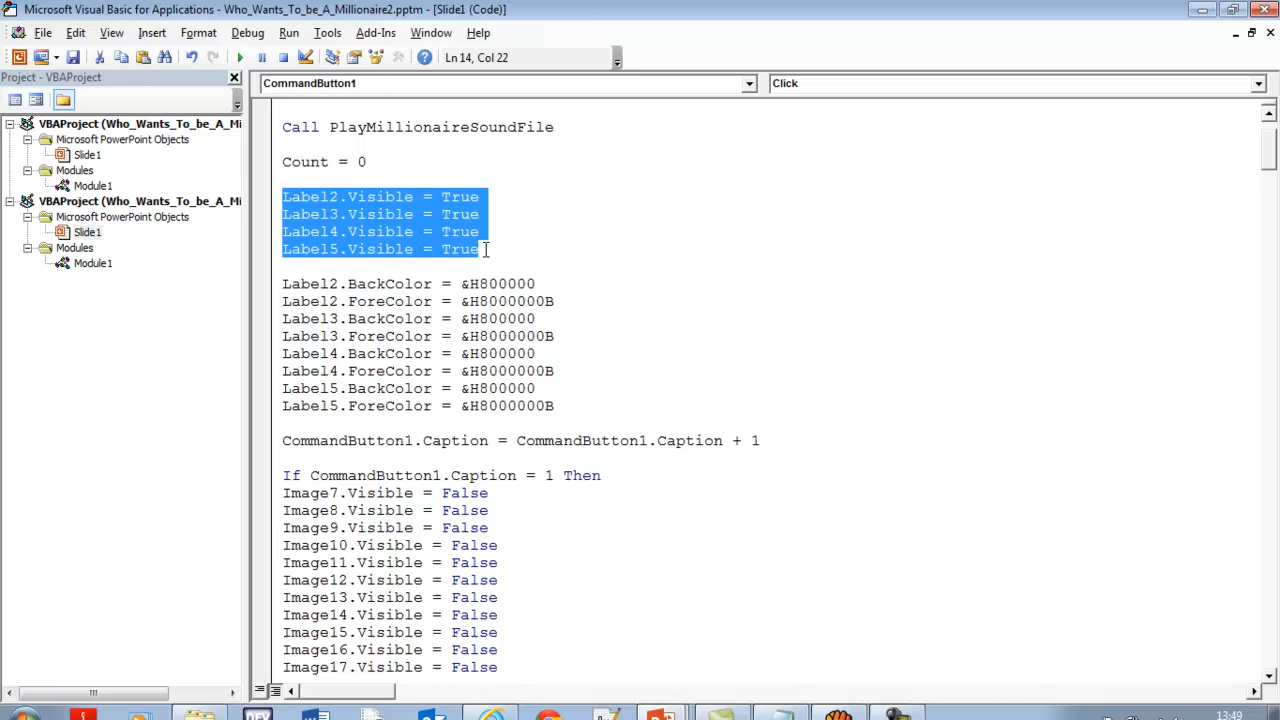 Microsoft Visual Basic for Applications - Who_Wants_To_be_A_Millionaire2.pptm - [Slide1 (Code)]
File Edit View Insert Format Debug Run Tools Add-Ins Window Help
Ln 14, Col 22
Project - VBAProject
CommandButton1
Click
VBAProject (Who_Wants_To_be_A_Mi
Microsoft PowerPoint Objects
Slide1
Modules
Module1
VBAProject (Who_Wants_To_be_A_Mi
Microsoft PowerPoint Objects
Slide1
Modules
Module1
Call PlayMillionaireSoundFile
Count = 0
Label2.Visible = True
Label3.Visible = True
Label4.Visible = True
Label5.Visible = True
Label2.BackColor = &H800000
Label2.ForeColor = &H8000000B
Label3.BackColor = &H800000
Label3.ForeColor = &H8000000B
Label4.BackColor = &H800000
Label4.ForeColor = &H8000000B
Label5.BackColor = &H800000
Label5.ForeColor = &H8000000B
CommandButton1.Caption = CommandButton1.Caption + 1
If CommandButton1.Caption = 1 Then
Image7.Visible = False
Image8.Visible = False
Image9.Visible = False
Image10.Visible = False
Image11.Visible = False
Image12.Visible = False
Image13.Visible = False
Image14.Visible = False
Image15.Visible = False
Image16.Visible = False
Image17.Visible = False
DEV
13:49